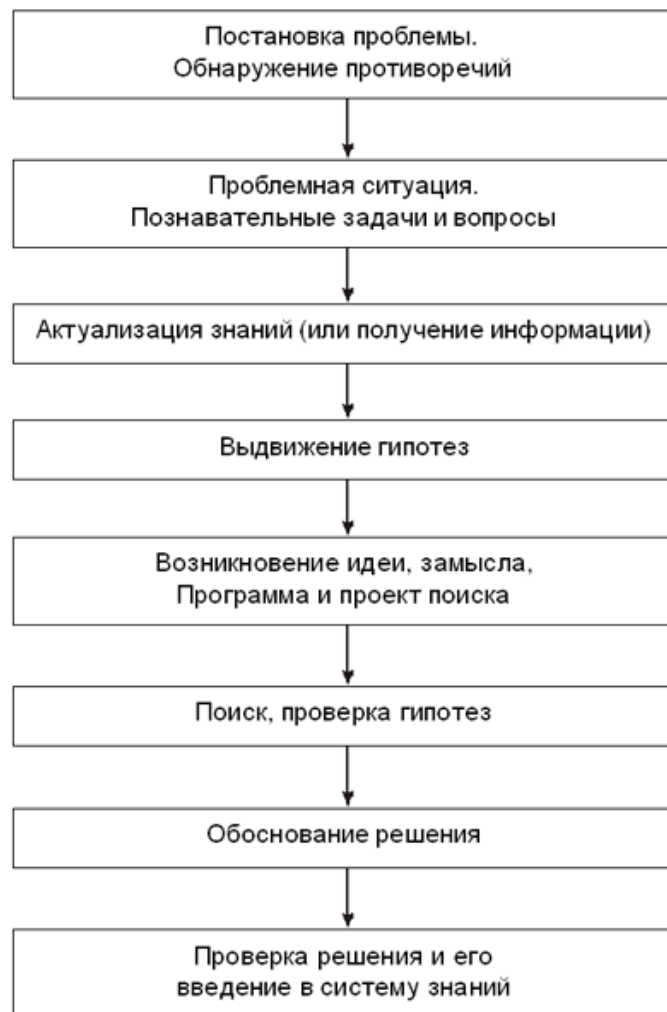 Постановка проблемы.
Обнаружение противоречий
Проблемная ситуация.
Познавательные задачи и вопросы
Актуализация знаний (или получение информации)
Выдвижение гипотез
Возникновение идеи, замысла,
Программа и проект поиска
Поиск, проверка гипотез
Обоснование решения
Проверка решения и его
введение в систему знаний